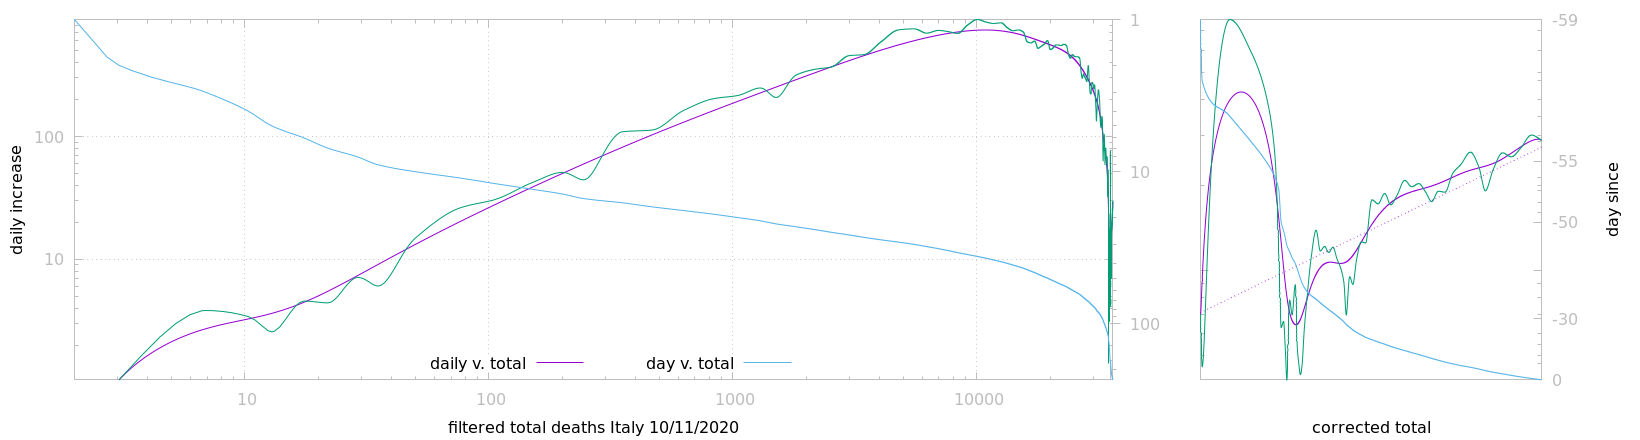 daily increase
100
10
daily v. total
day v. total
10
100
1000
10000
filtered total deaths Italy 10/11/2020
1
10
100
-59
-55
-50
-30
0
day since
corrected total